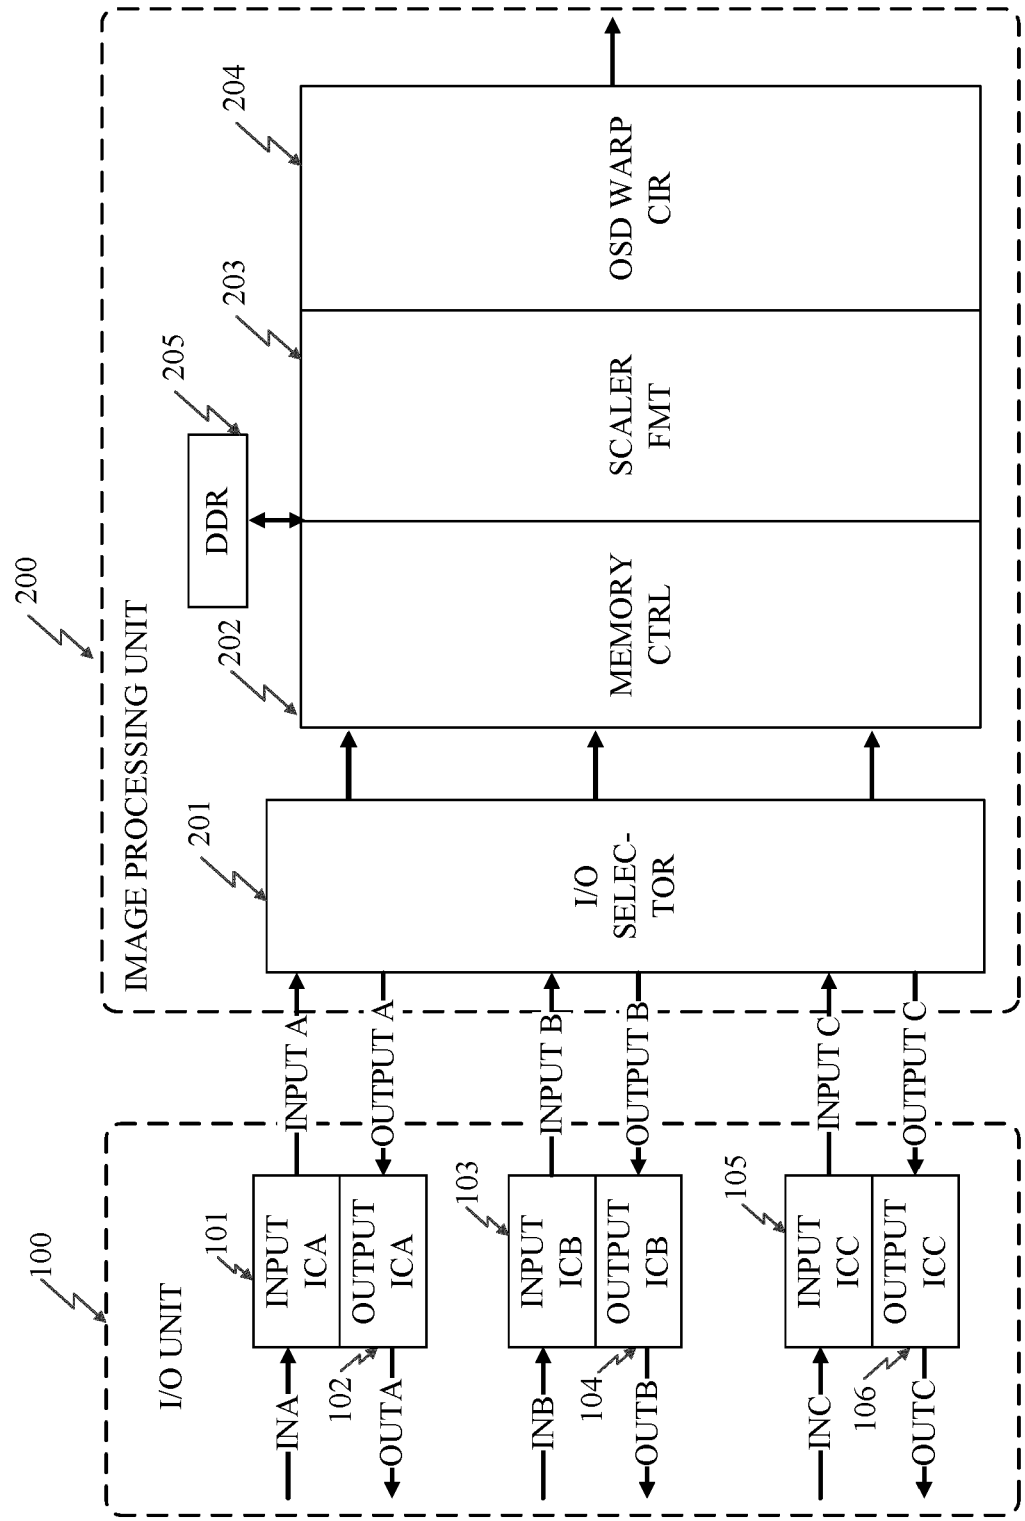 100
I/O UNIT
INA
INPUT
ICA
101
INPUT A
OUTA
OUTPUT
ICA
102
OUTPUT A
INB
INPUT
ICB
103
INPUT B
OUTB
OUTPUT
ICB
104
OUTPUT B
INC
INPUT
ICC
105
INPUT C
OUTC
OUTPUT
ICC
106
OUTPUT C
200
IMAGE PROCESSING UNIT
201
I/O
SELEC-
TOR
202
MEMORY
CTRL
DDR
205
203
SCALER
FMT
204
OSD WARP
CIR